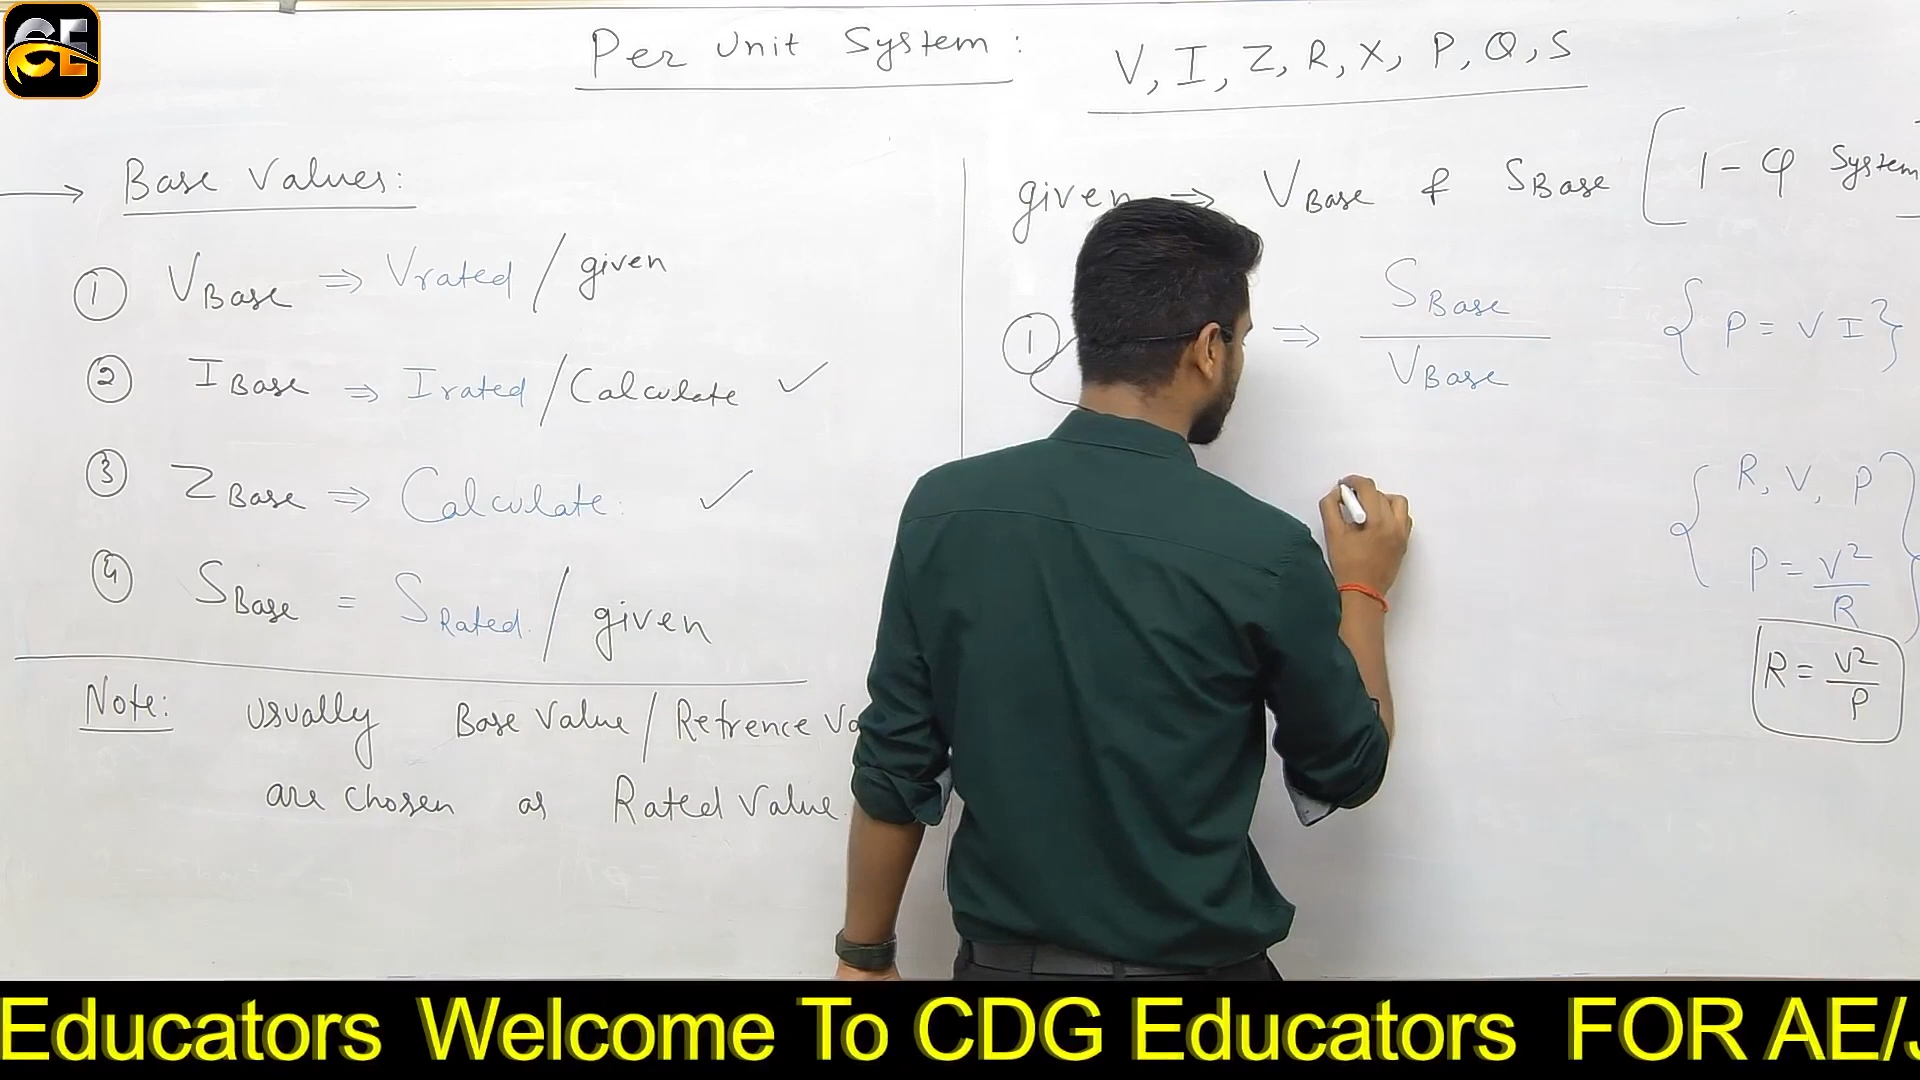 CE
Per Unit System:
V, I, Z, R, X, P, Q, S
→ Base Values:
① VBase ⇒ Vrated / given
② IBase ⇒ Irated / Calculate ✓
③ ZBase ⇒ Calculate: ✓
④ SBase = SRated. / given
Note: Usually Base Value / Refrence
are chosen as Rated Value.
given ⇒ VBase & SBase [ 1-φ System
① ⇒ SBase / VBase { P = V I }
{ R, V, P
P = V² / R }
R = V² / P
Educators Welcome To CDG Educators FOR AE/